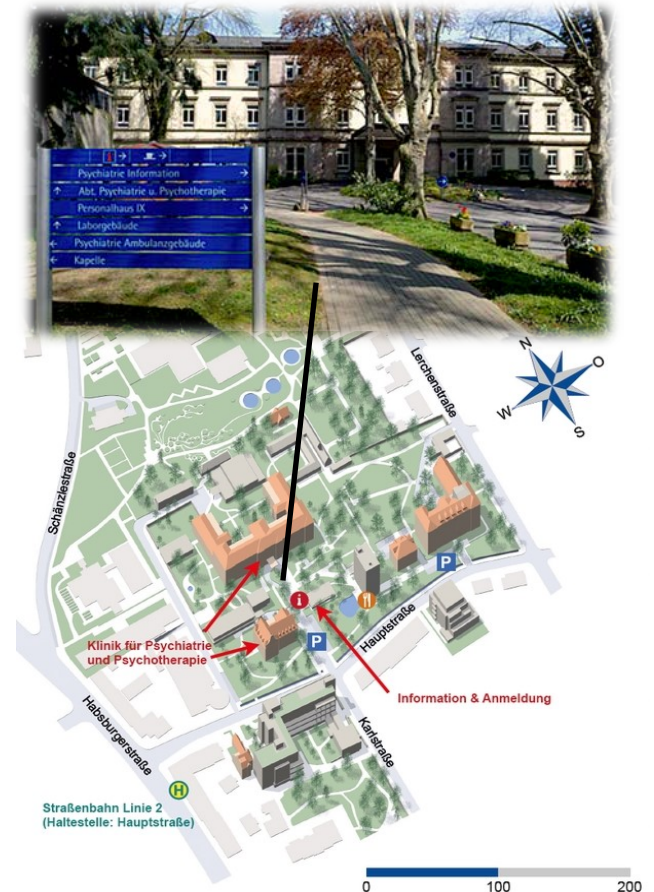 i → →
Psychiatrie Information →
↑ Abt. Psychiatrie u. Psychotherapie
Personalhaus IX →
↑ Laborgebäude
← Psychiatrie Ambulanzgebäude
← Kapelle
N
O
W
S
Lerchenstraße
Schänzlestraße
P
i
Klinik für Psychiatrie
und Psychotherapie
P
Hauptstraße
Information & Anmeldung
Habsburgerstraße
Karlstraße
H
Straßenbahn Linie 2
(Haltestelle: Hauptstraße)
0 100 200